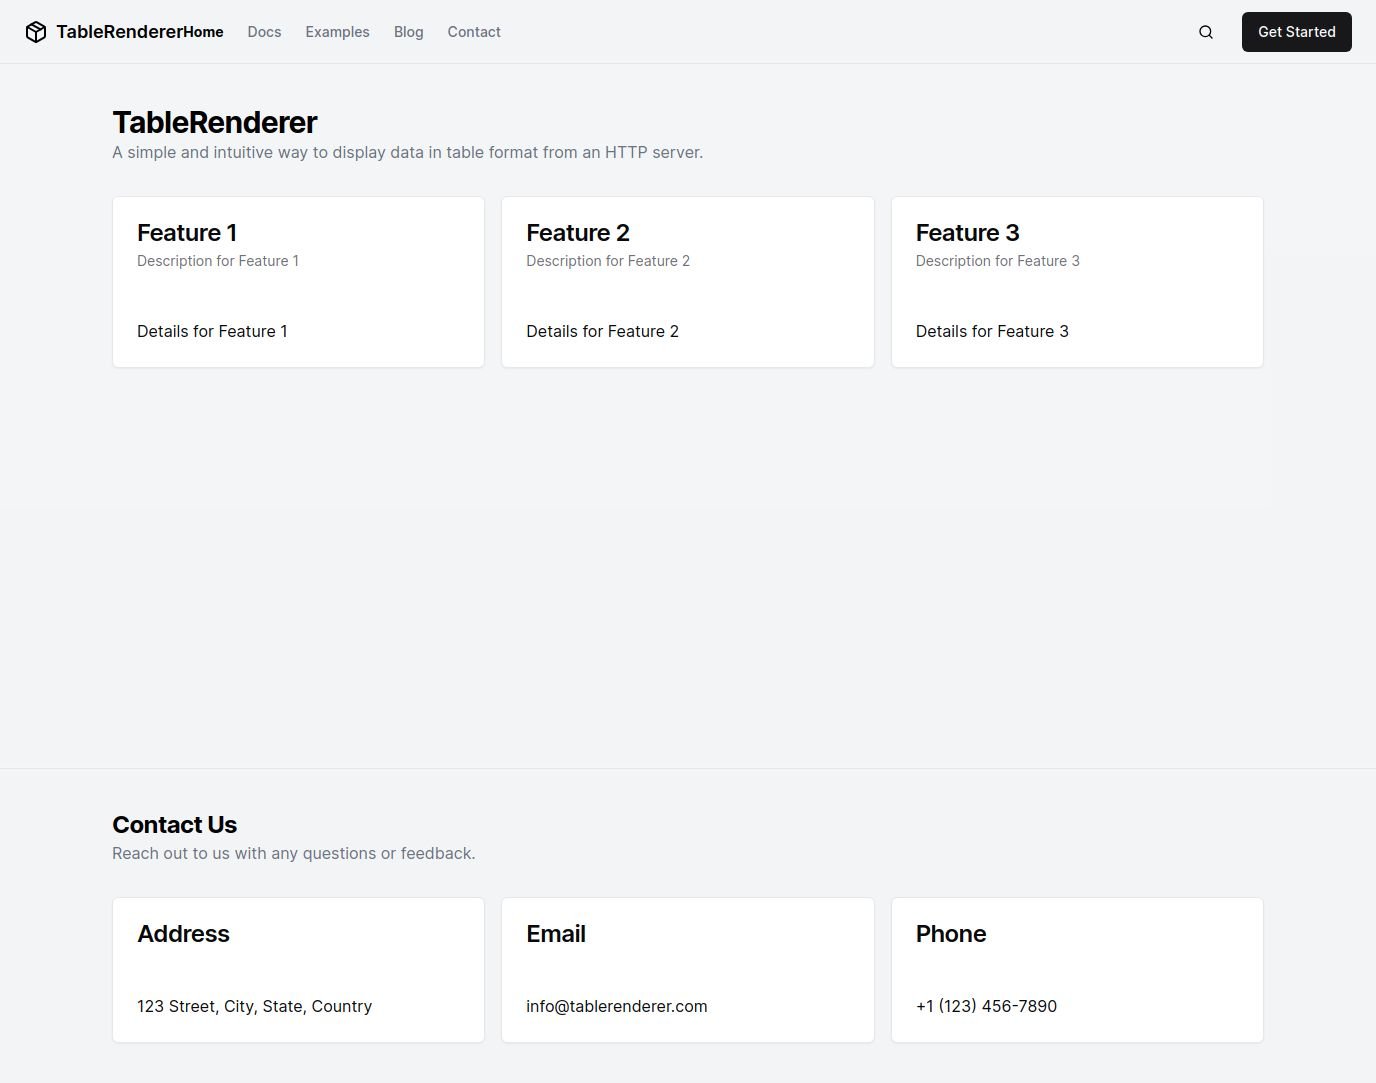 TableRendererHome Docs Examples Blog Contact Get Started
TableRenderer
A simple and intuitive way to display data in table format from an HTTP server.
Feature 1
Description for Feature 1
Details for Feature 1
Feature 2
Description for Feature 2
Details for Feature 2
Feature 3
Description for Feature 3
Details for Feature 3
Contact Us
Reach out to us with any questions or feedback.
Address
123 Street, City, State, Country
Email
info@tablerenderer.com
Phone
+1 (123) 456-7890